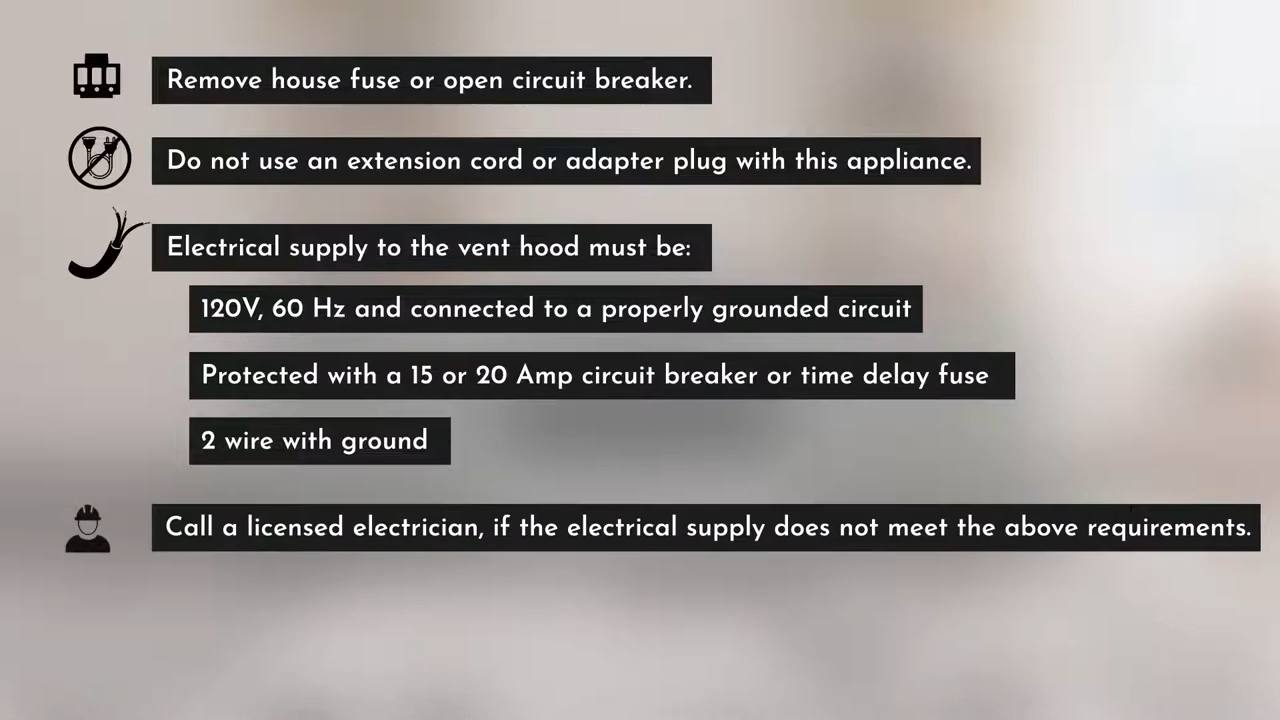 Remove house fuse or open circuit breaker.
Do not use an extension cord or adapter plug with this appliance.
Electrical supply to the vent hood must be:
120V, 60 Hz and connected to a properly grounded circuit
Protected with a 15 or 20 Amp circuit breaker or time delay fuse
2 wire with ground
Call a licensed electrician, if the electrical supply does not meet the above requirements.